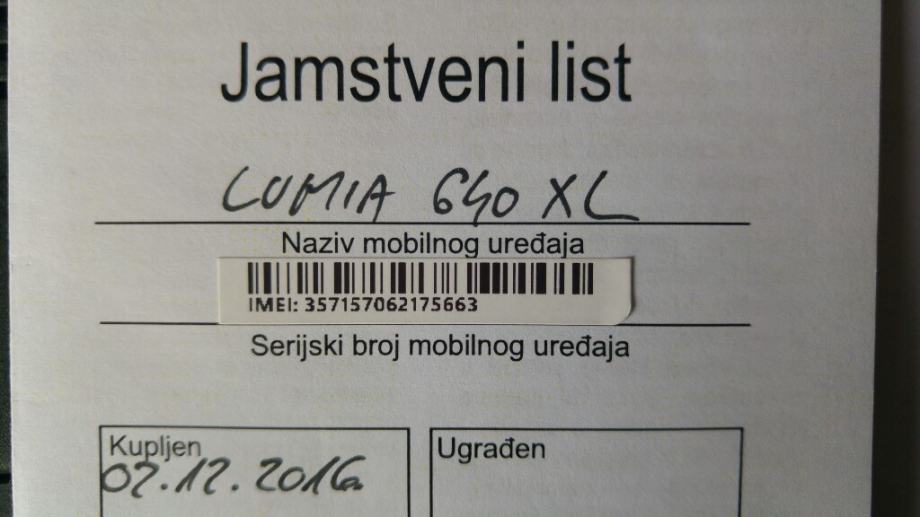 Jamstveni list
LUMIA 640 XL
Naziv mobilnog uređaja
IMEI: 357157062175663
Serijski broj mobilnog uređaja
Kupljen
Ugrađen
02.12.2016.